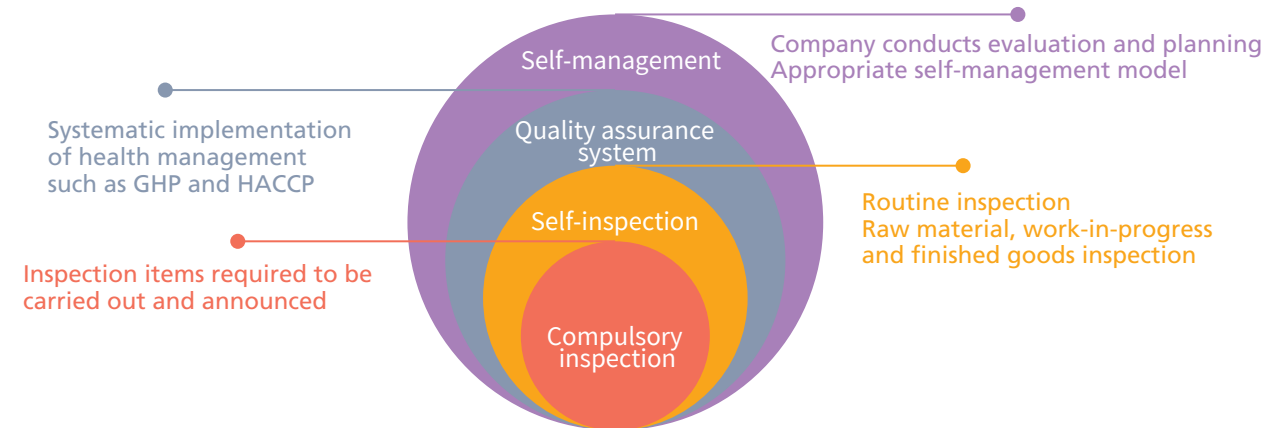 Self-management
Company conducts evaluation and planning
Appropriate self-management model
Quality assurance
system
Systematic implementation
of health management
such as GHP and HACCP
Self-inspection
Routine inspection
Raw material, work-in-progress
and finished goods inspection
Inspection items required to be
carried out and announced
Compulsory
inspection